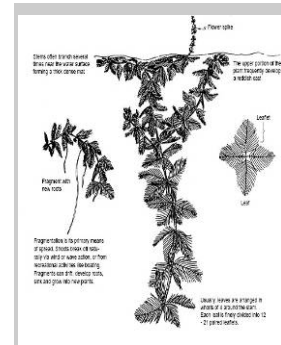 Flower spike
Stems often branch several
times near the water surface
forming a thick dense mat
The upper portion of the
plant frequently develops
a reddish cast
Leaflet
Leaf
Fragment with
new roots
Fragmentation is its primary means
of spread. Shoots break off natu-
rally via wind or wave action, or from
recreational activities like boating.
Fragments can drift, develop roots,
sink and grow into new plants.
Usually leaves are arranged in
whorls of 4 around the stem.
Each leaf is finely divided into 12
- 21 paired leaflets.